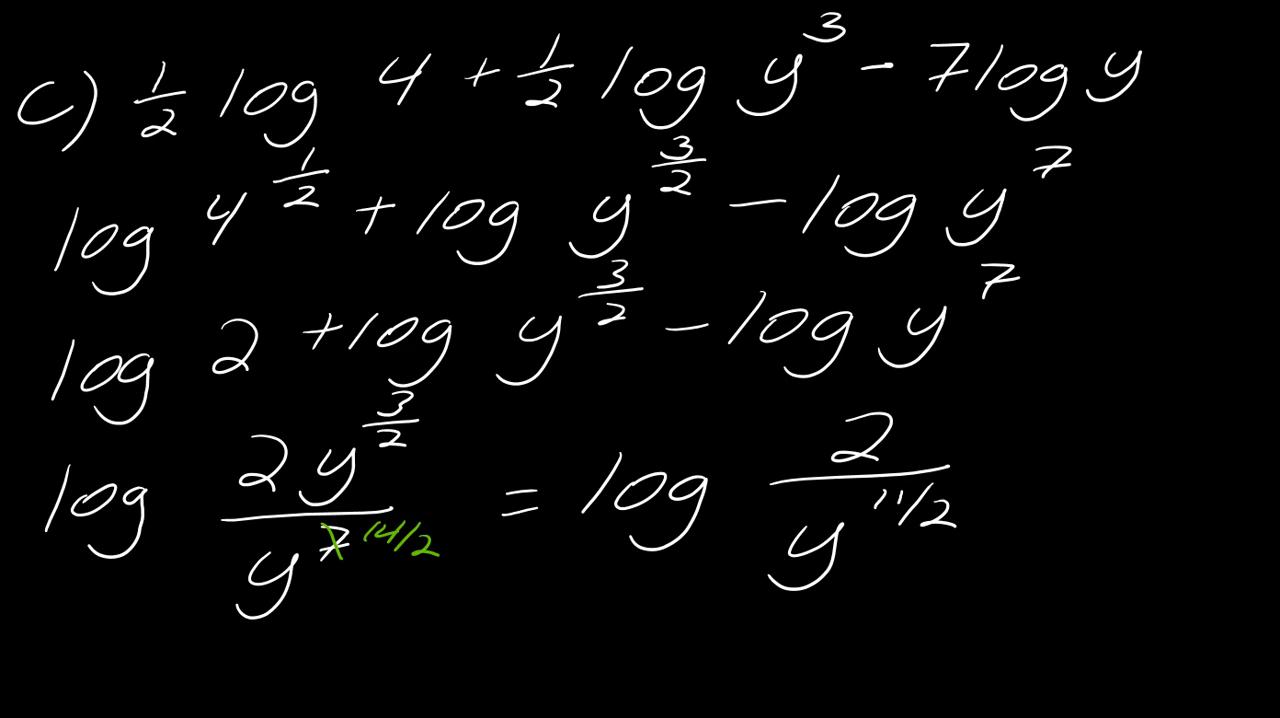 c) 1/2 log 4 + 1/2 log y^3 - 7 log y
log 4^(1/2) + log y^(3/2) - log y^7
log 2 + log y^(3/2) - log y^7
log (2y^(3/2))/(y^7 14/2) = log 2/(y^(11/2))